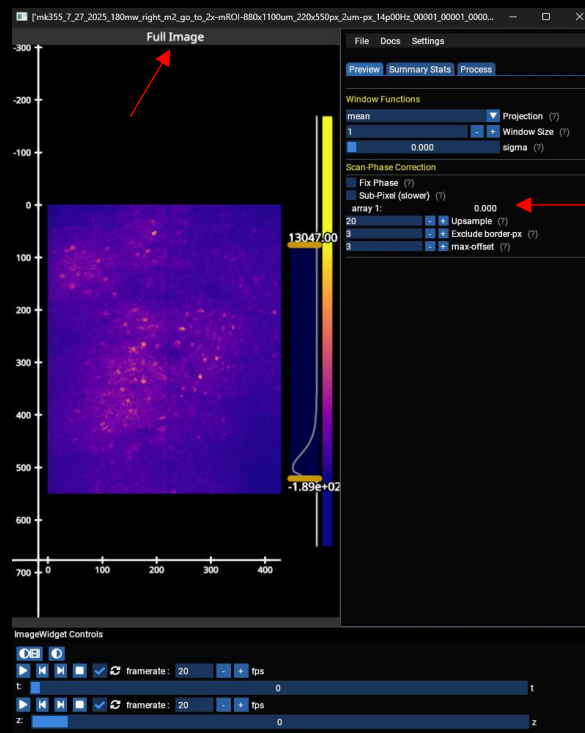 ["mk355_7_27_2025_180mw_right_m2_go_to_2x-mROI-880x1100um_220x550px_2um-px_14p00Hz_00001_00001_0000...
Full Image
-300
-200
-100
0
100
200
300
400
500
600
700
0 100 200 300 400
13047.00
-1.89e+02
File Docs Settings
Preview Summary Stats Process
Window Functions
mean Projection (?)
1 - + Window Size (?)
0.000 sigma (?)
Scan-Phase Correction
Fix Phase (?)
Sub-Pixel (slower) (?)
array 1: 0.000
20 - + Upsample (?)
3 - + Exclude border-px (?)
3 - + max-offset (?)
ImageWidget Controls
framerate: 20 - + fps
t: 0 t
framerate: 20 - + fps
z: 0 z